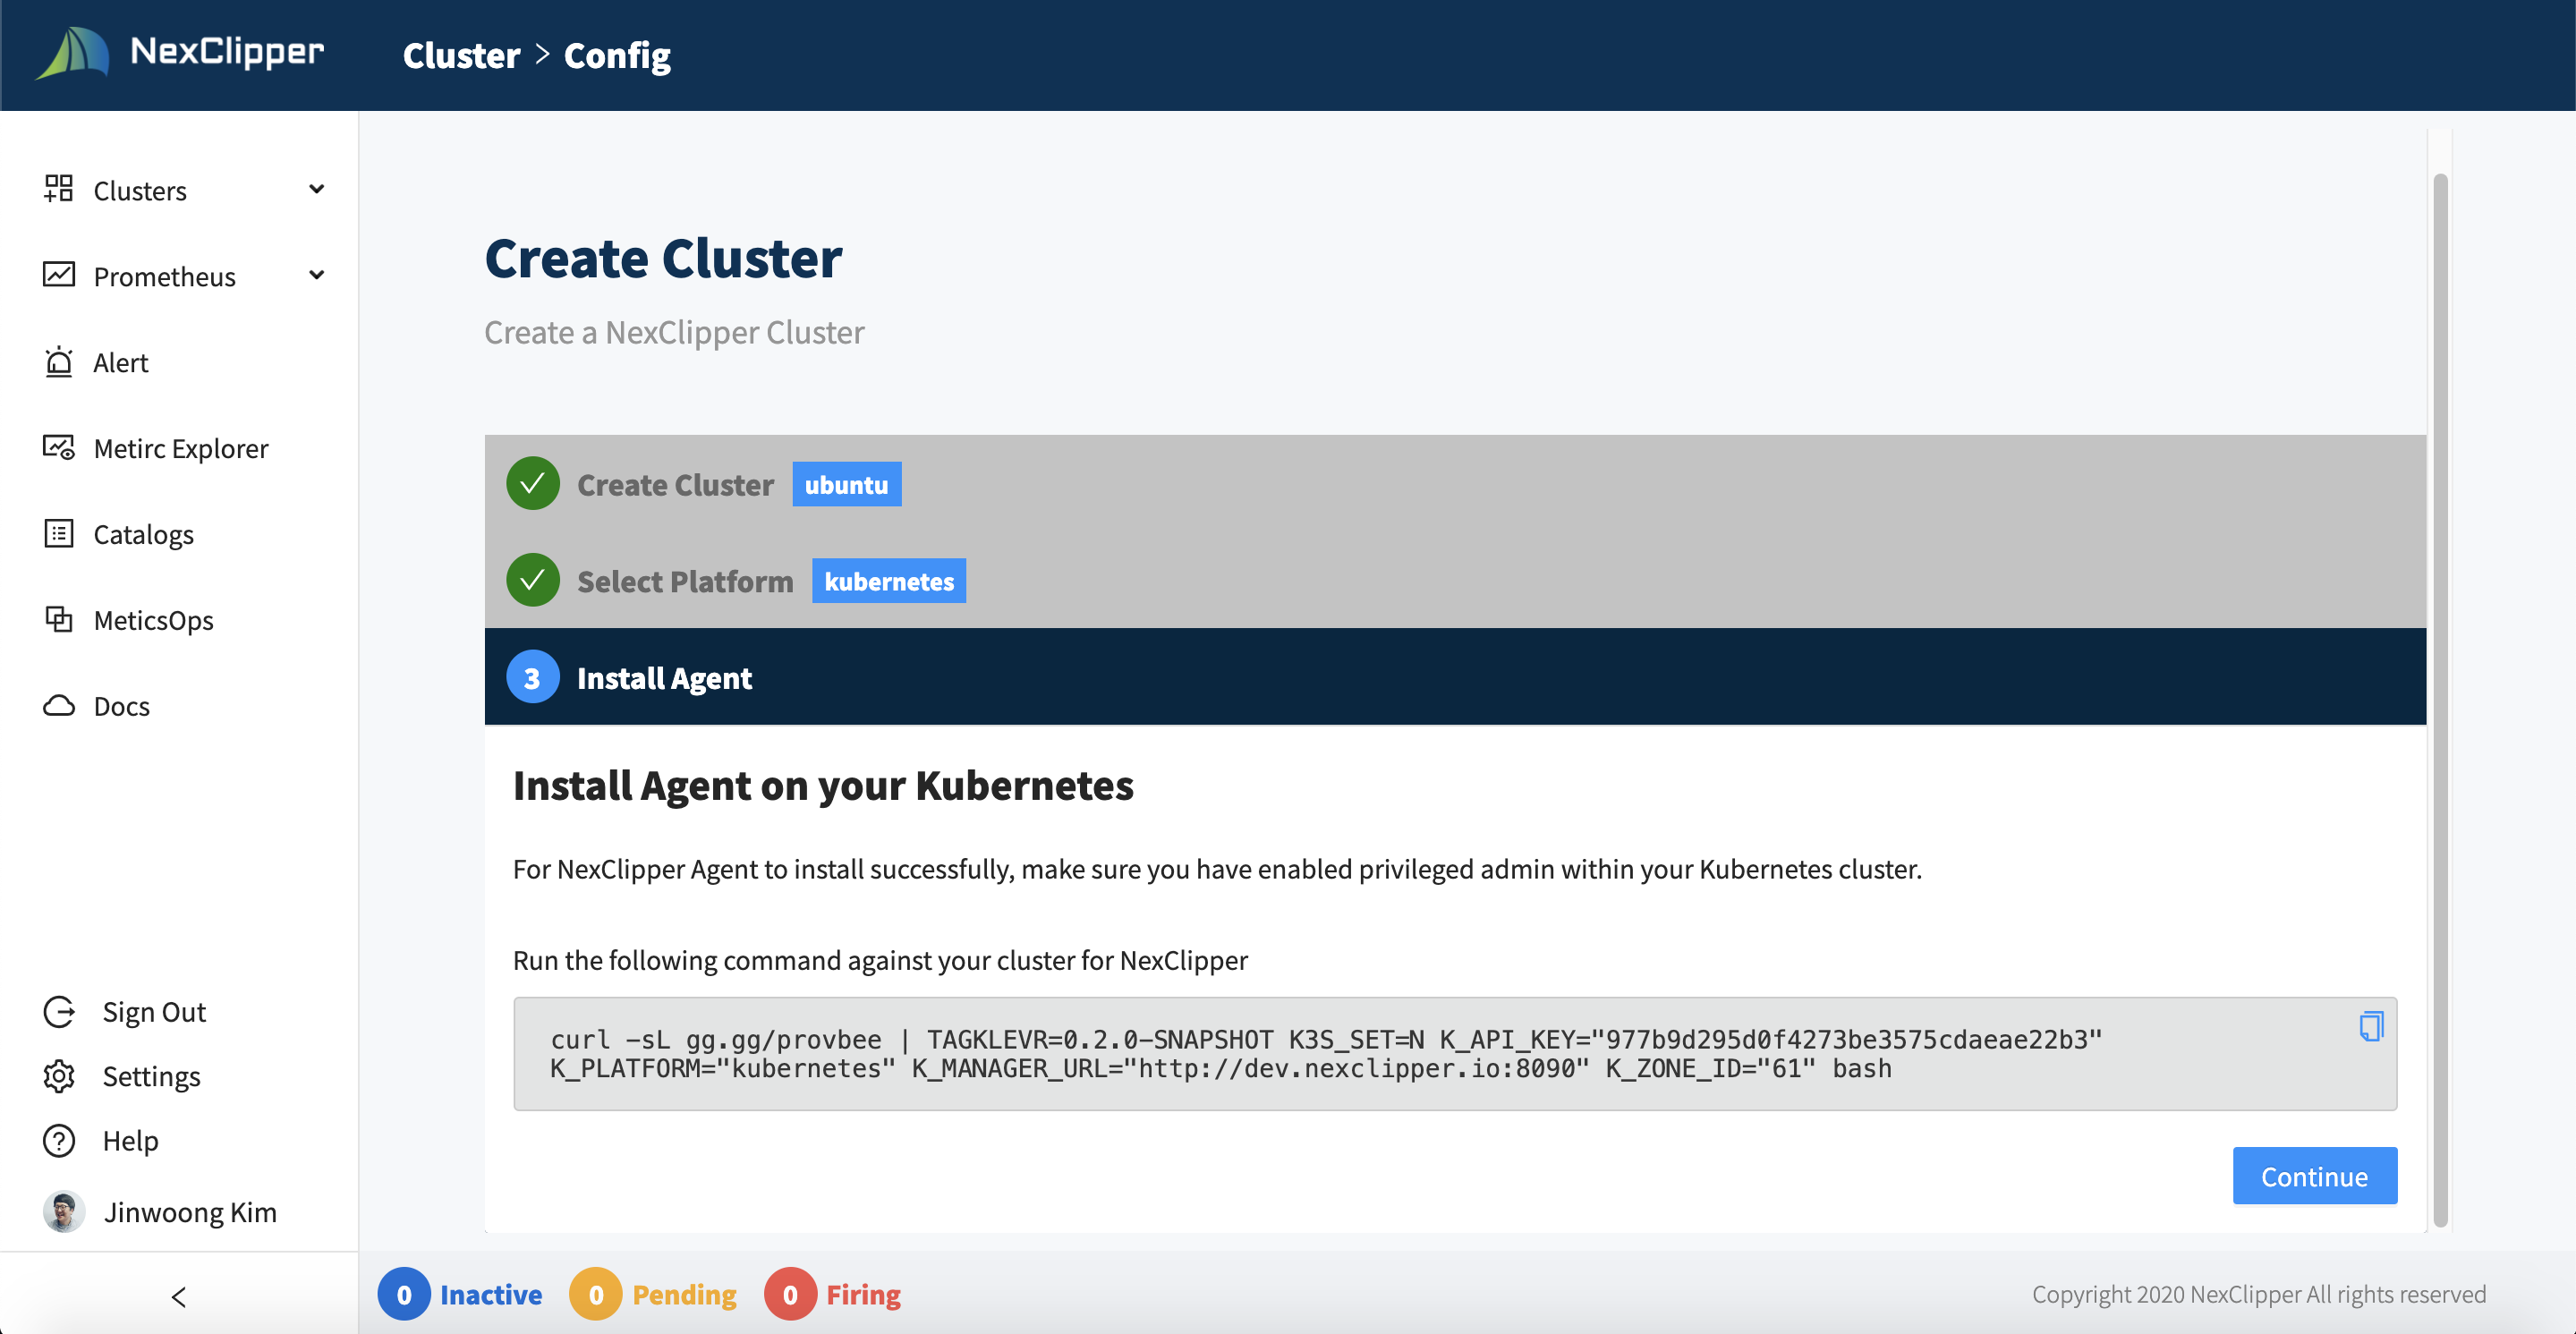 NexClipper
Cluster > Config
Clusters
Prometheus
Alert
Metirc Explorer
Catalogs
MeticsOps
Docs
Sign Out
Settings
Help
Jinwoong Kim
<
Create Cluster
Create a NexClipper Cluster
Create Cluster ubuntu
Select Platform kubernetes
3 Install Agent
Install Agent on your Kubernetes
For NexClipper Agent to install successfully, make sure you have enabled privileged admin within your Kubernetes cluster.
Run the following command against your cluster for NexClipper
curl -sL gg.gg/provbee | TAGKLEVR=0.2.0-SNAPSHOT K3S_SET=N K_API_KEY="977b9d295d0f4273be3575cdaeae22b3"
K_PLATFORM="kubernetes" K_MANAGER_URL="http://dev.nexclipper.io:8090" K_ZONE_ID="61" bash
Continue
0 Inactive 0 Pending 0 Firing
Copyright 2020 NexClipper All rights reserved